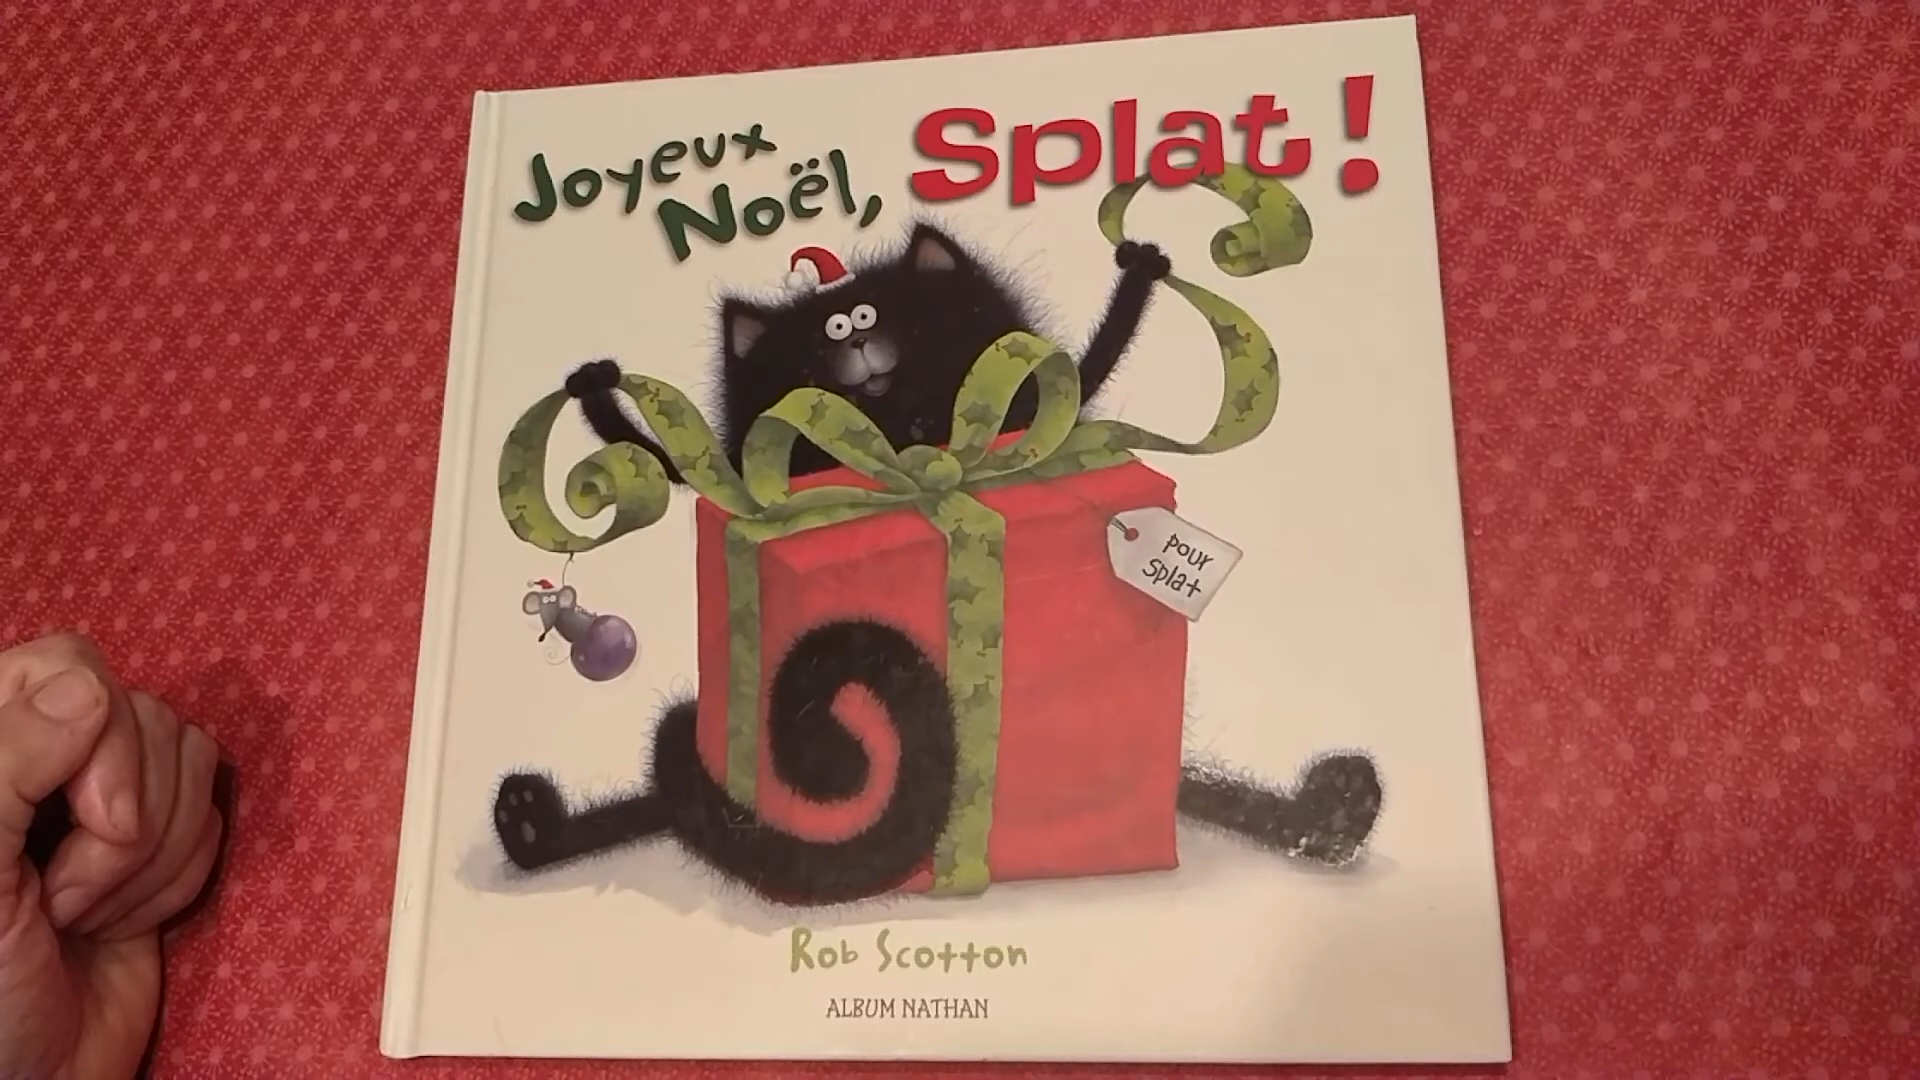 Joyeux
Noël, Splat!
pour
splat
Rob Scotton
ALBUM NATHAN